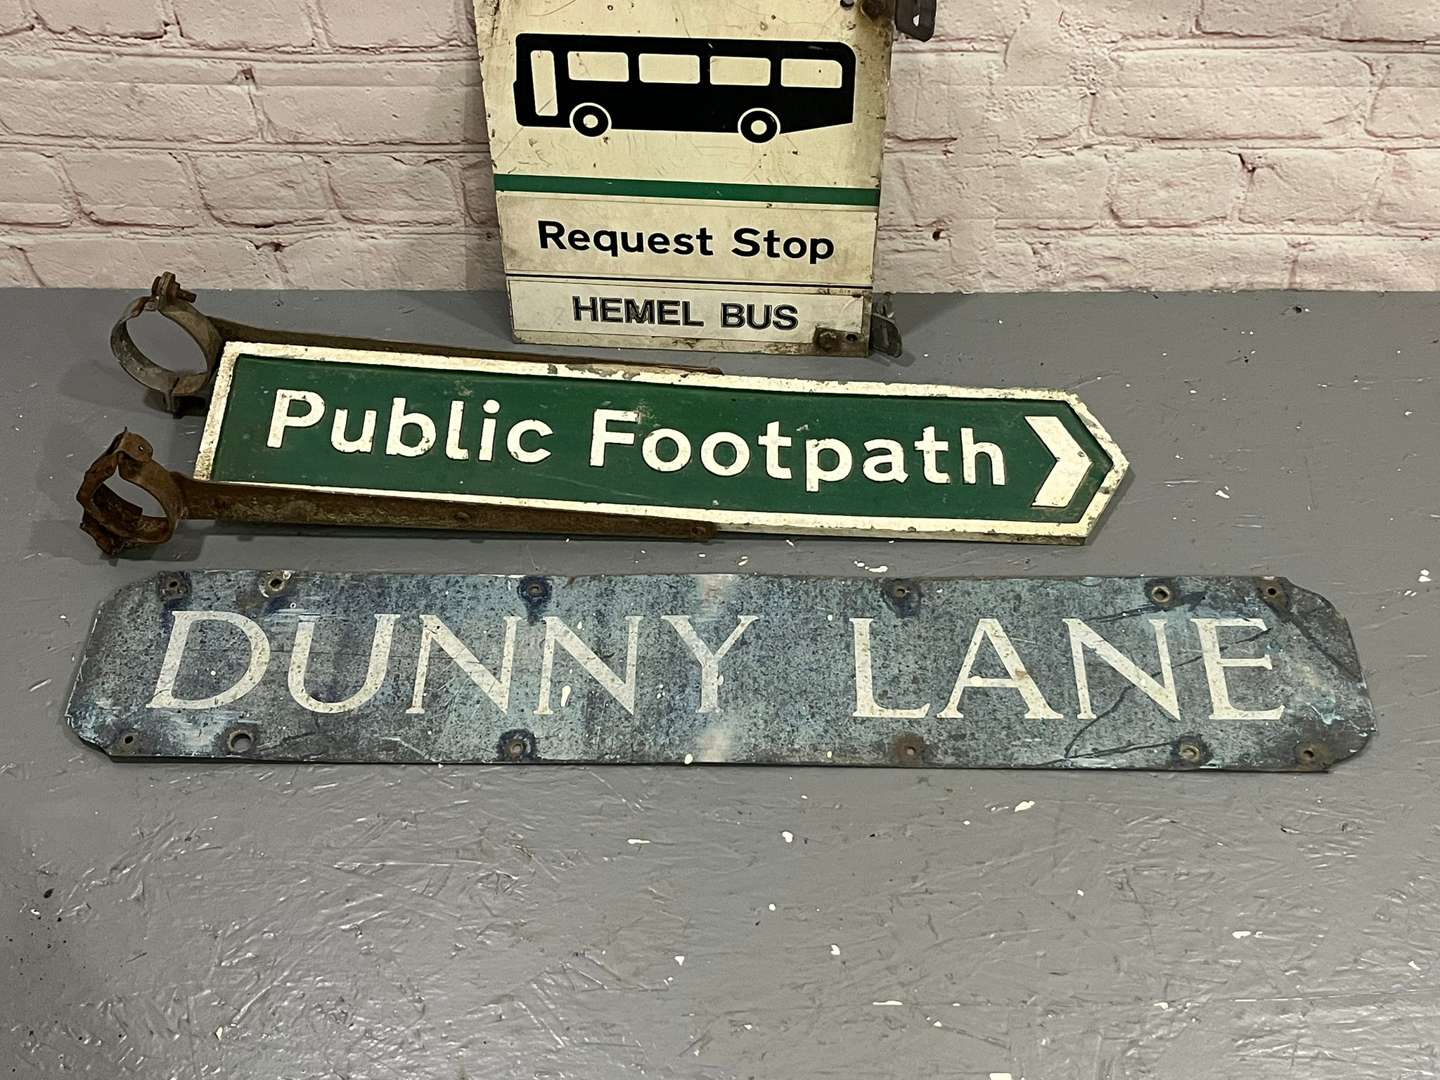 Request Stop
HEMEL BUS
Public Footpath
DUNNY LANE